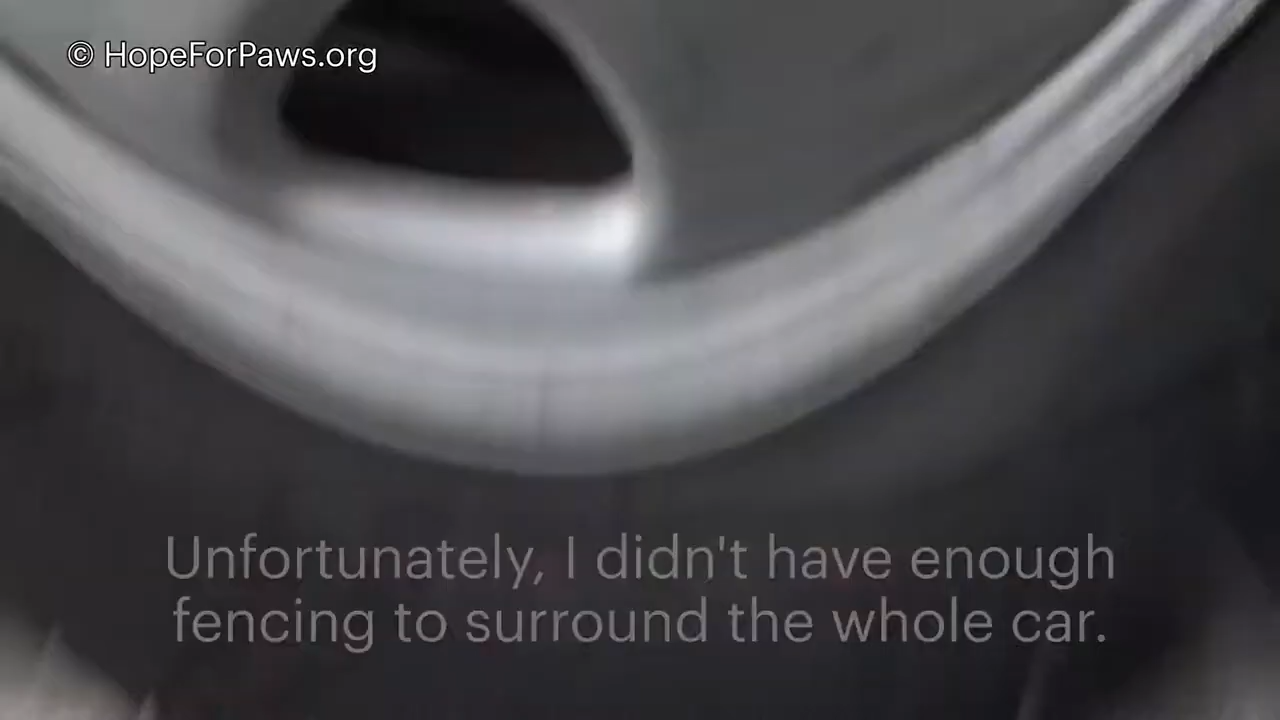 © HopeForPaws.org
Unfortunately, I didn't have enough
fencing to surround the whole car.